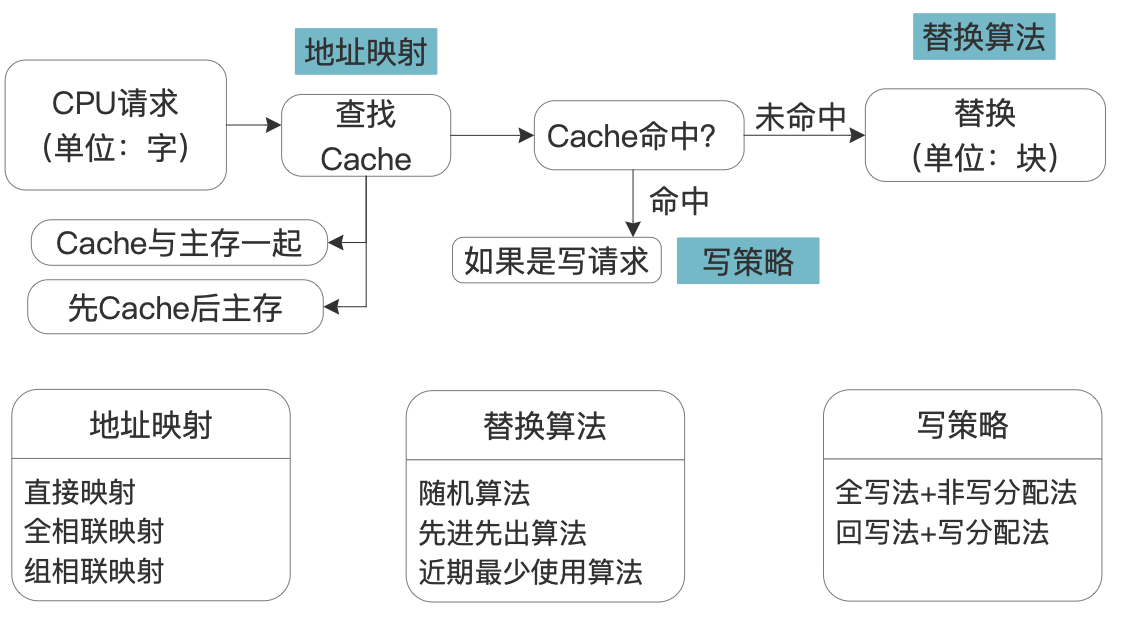 地址映射
替换算法
CPU请求
（单位：字）
查找
Cache
Cache命中？
未命中
替换
（单位：块）
命中
Cache与主存一起
如果是写请求
写策略
先Cache后主存
地址映射
直接映射
全相联映射
组相联映射
替换算法
随机算法
先进先出算法
近期最少使用算法
写策略
全写法+非写分配法
回写法+写分配法